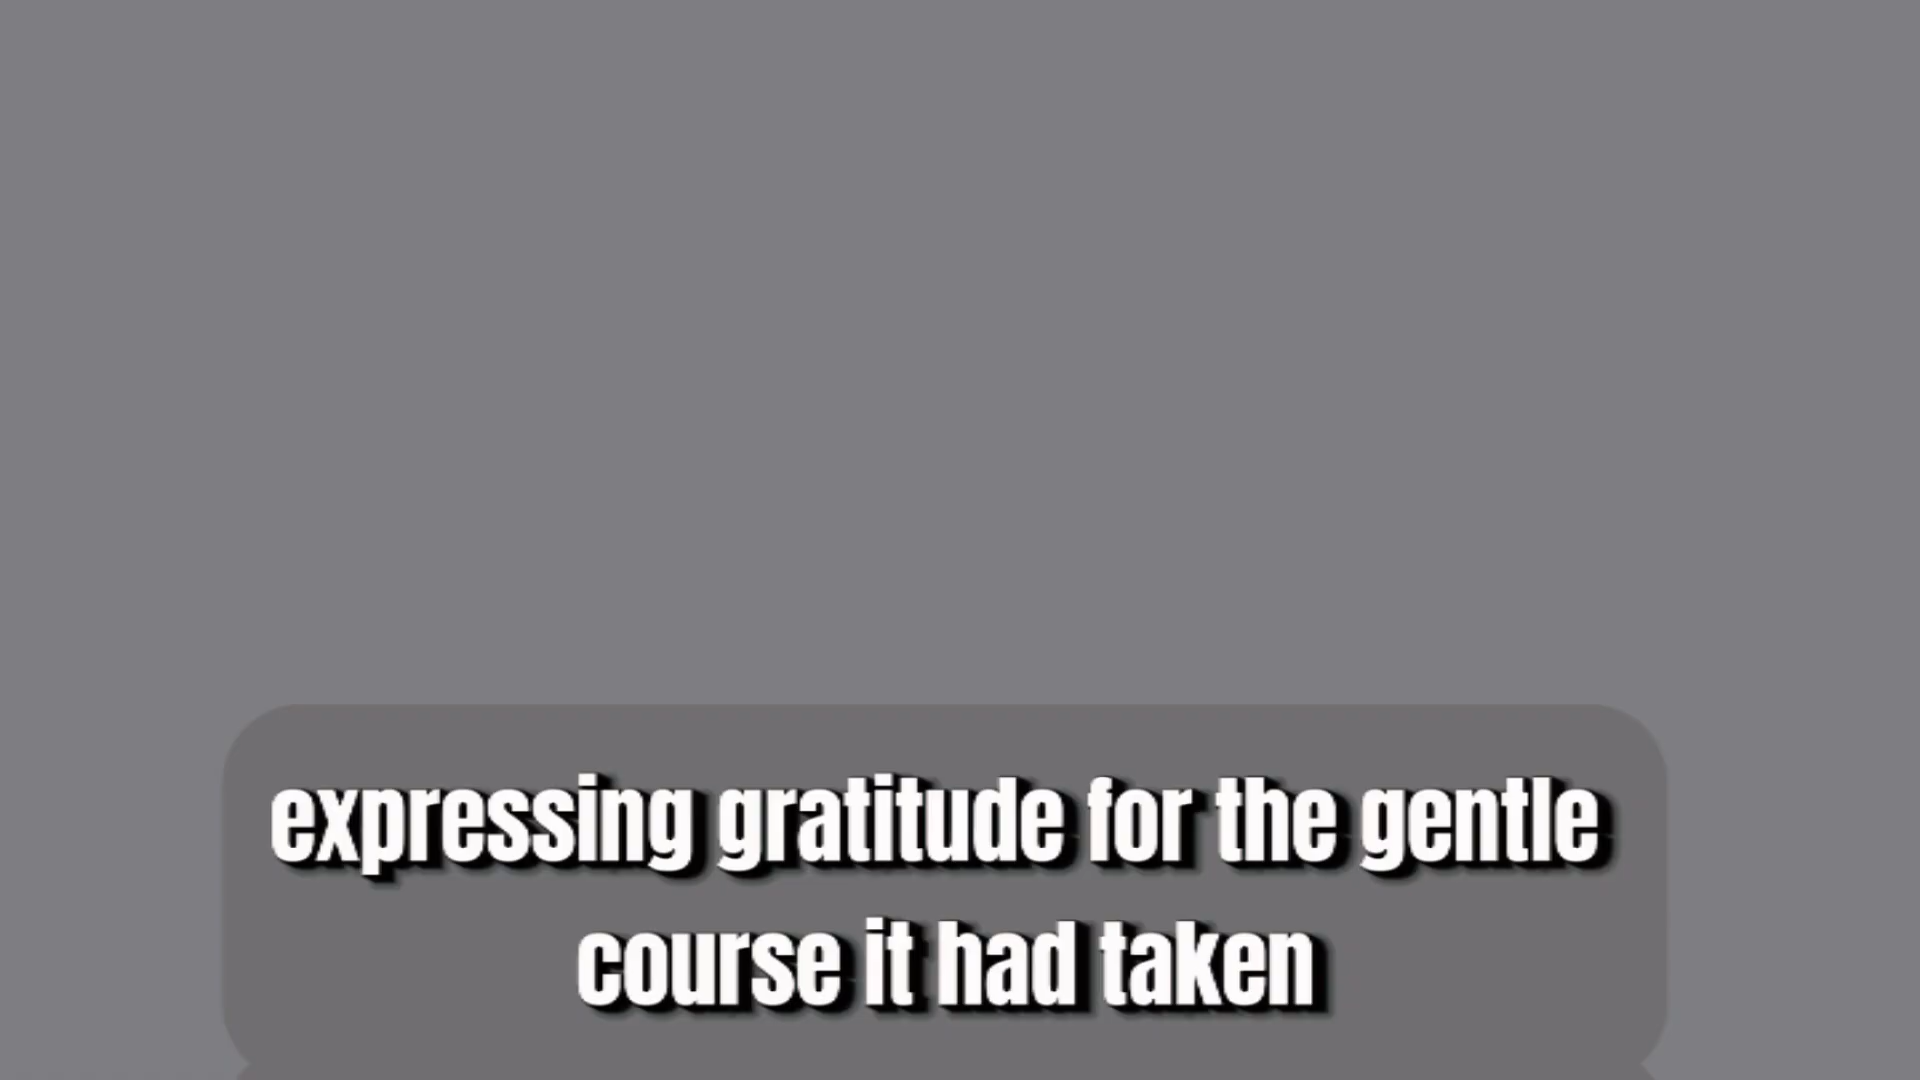 expressing gratitude for the gentle
course it had taken